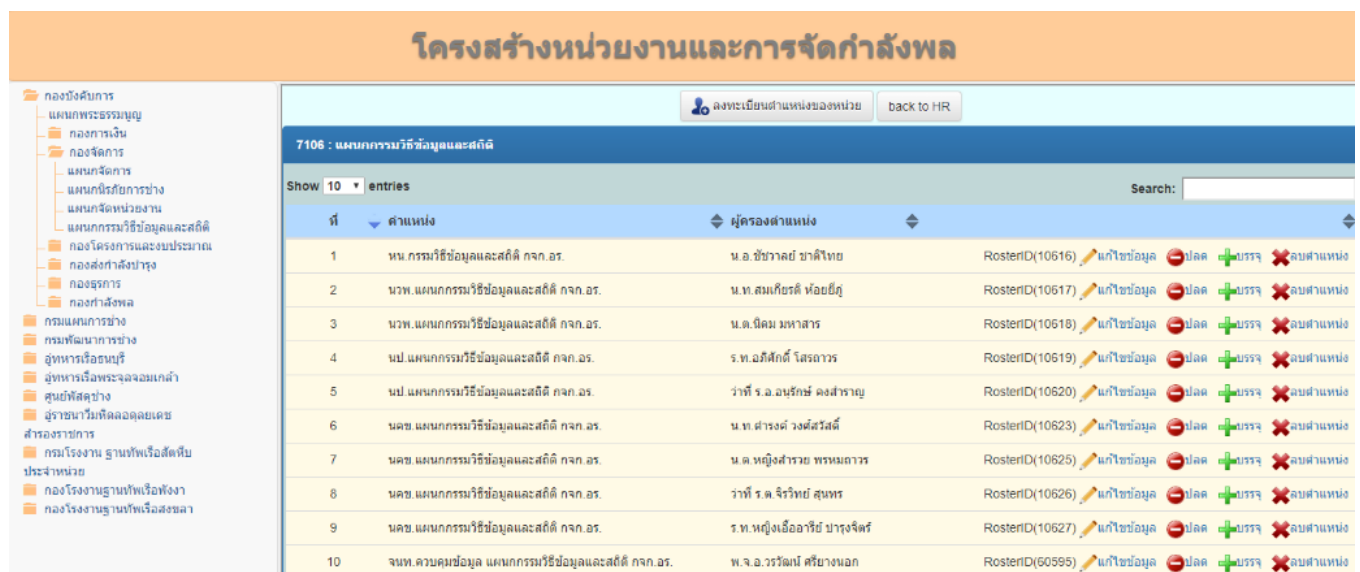 โครงสร้างหน่วยงานและการจัดกำลังพล
กองบังคับการ
แผนกพระธรรมนูญ
กองการเงิน
กองจัดการ
แผนกจัดการ
แผนกนิรภัยการช่าง
แผนกจัดหน่วยงาน
แผนกกรรมวิธีข้อมูลและสถิติ
กองโครงการและงบประมาณ
กองส่งกำลังบำรุง
กองธุรการ
กองกำลังพล
กรมแผนการช่าง
กรมพัฒนาการช่าง
อู่ทหารเรือธนบุรี
อู่ทหารเรือพระจุลจอมเกล้า
ศูนย์พัสดุช่าง
อู่ราชนาวีมหิดลอดุลยเดช
สำรองราชการ
กรมโรงงาน ฐานทัพเรือสัตหีบ
ประจำหน่วย
กองโรงงานฐานทัพเรือพังงา
กองโรงงานฐานทัพเรือสงขลา
ลงทะเบียนตำแหน่งของหน่วย back to HR
7106 : แผนกกรรมวิธีข้อมูลและสถิติ
Show 10 entries Search:
ที่ ตำแหน่ง ผู้ครองตำแหน่ง
1 หน.กรรมวิธีข้อมูลและสถิติ กจก.อร. น.อ.ชัชวาลย์ ชาติไทย RosterID(10616) แก้ไขข้อมูล ปลด บรรจุ ลบตำแหน่ง
2 นวพ.แผนกกรรมวิธีข้อมูลและสถิติ กจก.อร. น.ท.สมเกียรติ ห้อยยี่ภู่ RosterID(10617) แก้ไขข้อมูล ปลด บรรจุ ลบตำแหน่ง
3 นวพ.แผนกกรรมวิธีข้อมูลและสถิติ กจก.อร. น.ต.นิคม มหาสาร RosterID(10618) แก้ไขข้อมูล ปลด บรรจุ ลบตำแหน่ง
4 นป.แผนกกรรมวิธีข้อมูลและสถิติ กจก.อร. ร.ท.อภิศักดิ์ โสรถาวร RosterID(10619) แก้ไขข้อมูล ปลด บรรจุ ลบตำแหน่ง
5 นป.แผนกกรรมวิธีข้อมูลและสถิติ กจก.อร. ว่าที่ ร.อ.อนุรักษ์ คงสำราญ RosterID(10620) แก้ไขข้อมูล ปลด บรรจุ ลบตำแหน่ง
6 นคข.แผนกกรรมวิธีข้อมูลและสถิติ กจก.อร. น.ท.ดำรงค์ วงศ์สวัสดิ์ RosterID(10623) แก้ไขข้อมูล ปลด บรรจุ ลบตำแหน่ง
7 นคข.แผนกกรรมวิธีข้อมูลและสถิติ กจก.อร. น.ต.หญิงสำรวย พรหมถาวร RosterID(10625) แก้ไขข้อมูล ปลด บรรจุ ลบตำแหน่ง
8 นคข.แผนกกรรมวิธีข้อมูลและสถิติ กจก.อร. ว่าที่ ร.ต.จิรวิทย์ สุนทร RosterID(10626) แก้ไขข้อมูล ปลด บรรจุ ลบตำแหน่ง
9 นคข.แผนกกรรมวิธีข้อมูลและสถิติ กจก.อร. ร.ท.หญิงเอื้ออารีย์ บำรุงจิตร์ RosterID(10627) แก้ไขข้อมูล ปลด บรรจุ ลบตำแหน่ง
10 จนท.ควบคุมข้อมูล แผนกกรรมวิธีข้อมูลและสถิติ กจก.อร. พ.จ.อ.วรวัฒน์ ศรียางนอก RosterID(60595) แก้ไขข้อมูล ปลด บรรจุ ลบตำแหน่ง